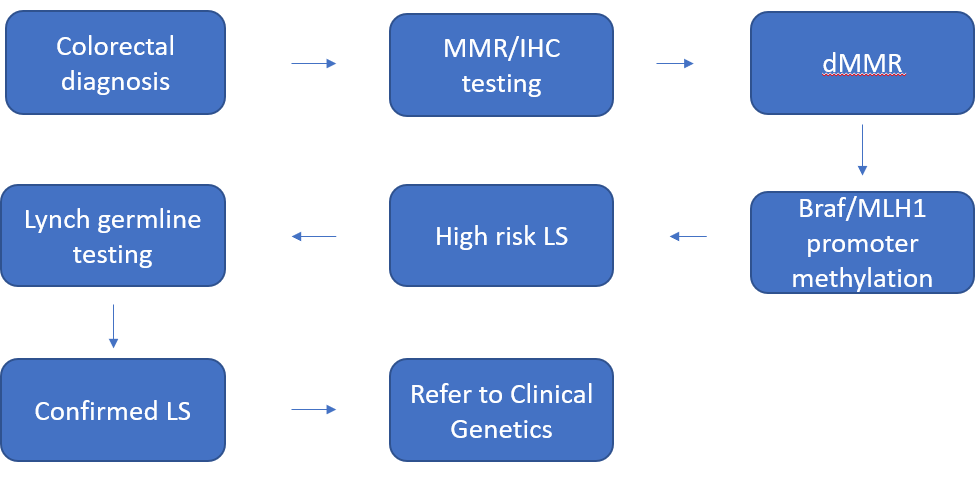 Colorectal
diagnosis
MMR/IHC
testing
dMMR
Braf/MLH1
promoter
methylation
High risk LS
Lynch germline
testing
Confirmed LS
Refer to Clinical
Genetics